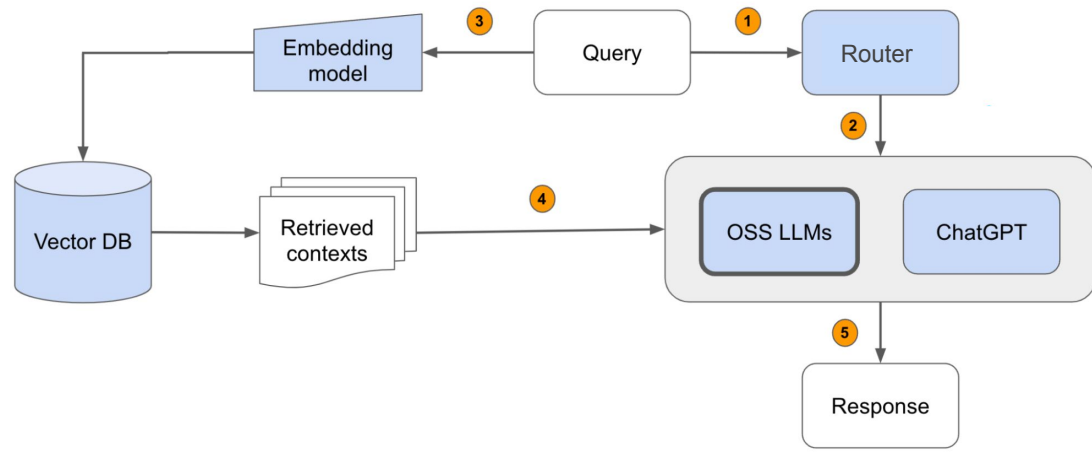 3
1
Embedding
model
Query
Router
2
Vector DB
Retrieved
contexts
4
OSS LLMs
ChatGPT
5
Response